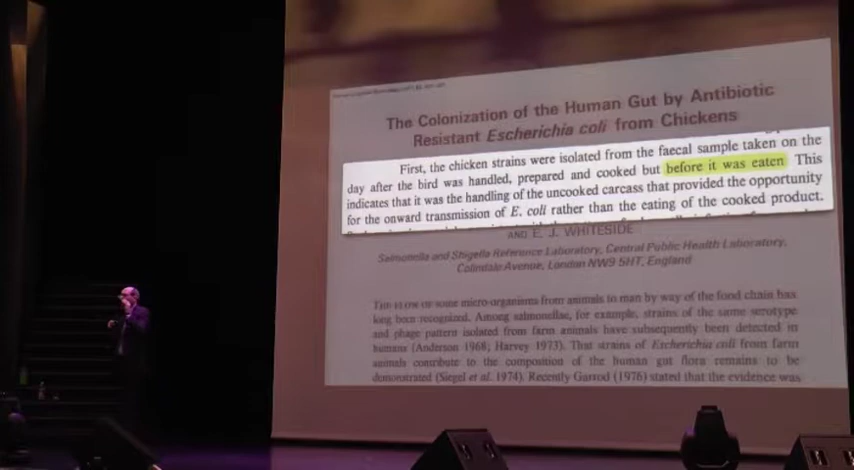 The Colonization of the Human Gut by Antibiotic
Resistant Escherichia coli from Chickens
First, the chicken strains were isolated from the faecal sample taken on the
day after the bird was handled, prepared and cooked but before it was eaten This
indicates that it was the handling of the uncooked carcass that provided the opportunity
for the onward transmission of E. coli rather than the eating of the cooked product.
AND E. J. WHITESIDE
Salmonella and Shigella Reference Laboratory, Central Public Health Laboratory,
Colindale Avenue, London NW9 5HT, England
THE FLOW OF some micro-organisms from animals to man by way of the food chain has
long been recognized. Among salmonellae, for example, strains of the same serotype
and phage pattern isolated from farm animals have subsequently been detected in
humans (Anderson 1968; Harvey 1973). That strains of Escherichia coli from farm
animals contribute to the composition of the human gut flora remains to be
demonstrated (Siegel et al. 1974). Recently Garrod (1976) stated that the evidence was